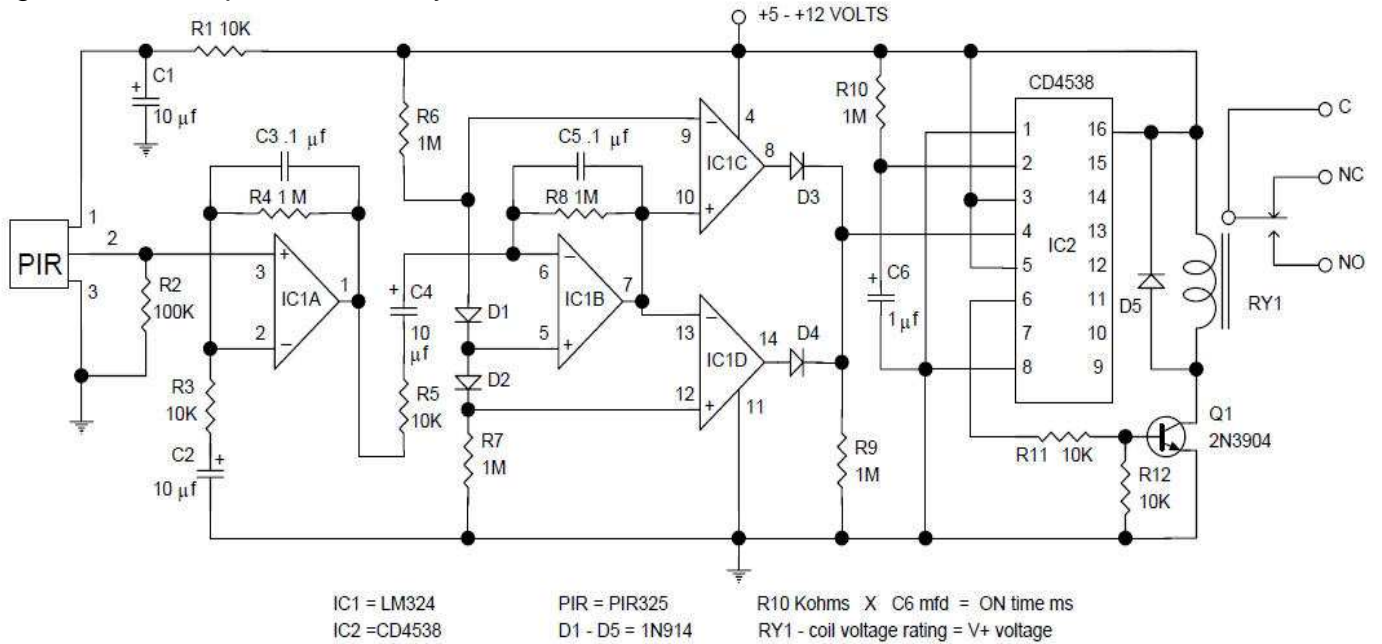 +5 - +12 VOLTS
R1 10K
C1
+
10 µf
R6
1M
R10
1M
CD4538
C
NC
NO
C3 .1 µf
R4 1 M
C5 .1 µf
R8 1M
9
10
4
IC1C
8
D3
1
2
3
4
5
6
7
8
16
15
14
13
12
11
10
9
IC2
D5
RY1
PIR
1
2
3
R2
100K
+
3
2
−
IC1A
1
+
C4
10
µf
R5
10K
D1
D2
−
6
5
+
IC1B
7
−
13
12
+
IC1D
14
11
D4
+
C6
1 µf
R3
10K
C2
+
10 µf
R7
1M
R9
1M
R11
10K
R12
10K
Q1
2N3904
−
+
IC1 = LM324
PIR = PIR325
R10 Kohms X C6 mfd = ON time ms
IC2 =CD4538
D1 - D5 = 1N914
RY1 - coil voltage rating = V+ voltage